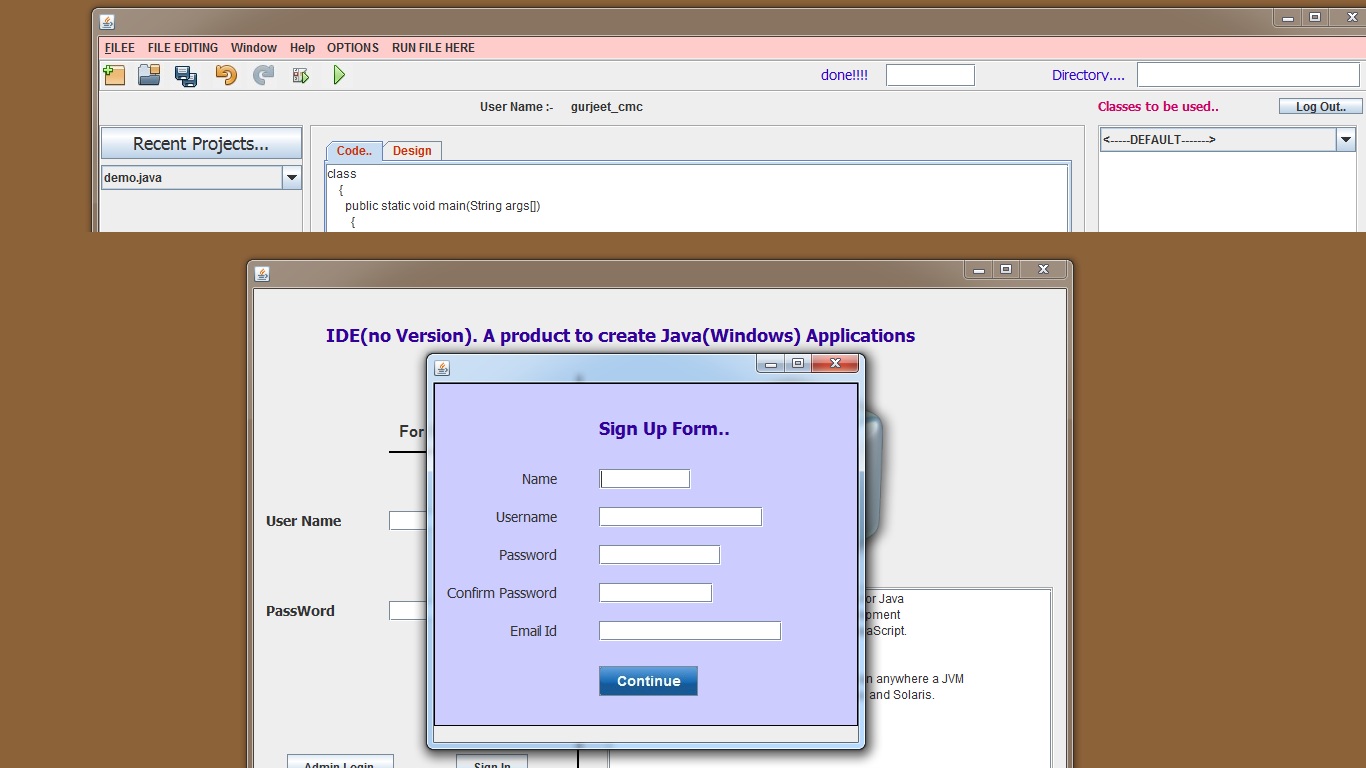 FILEE FILE EDITING Window Help OPTIONS RUN FILE HERE
done!!!! Directory....
User Name :- gurjeet_cmc Classes to be used.. Log Out..
Recent Projects...
Code.. Design
<-----DEFAULT------->
demo.java
class
{
public static void main(String args[])
{
IDE(no Version). A product to create Java(Windows) Applications
For
Sign Up Form..
Name
Username
User Name
Password
Confirm Password
PassWord
Email Id
Continue
or Java
pment
aScript.
n anywhere a JVM
and Solaris.
Admin Login Sign In